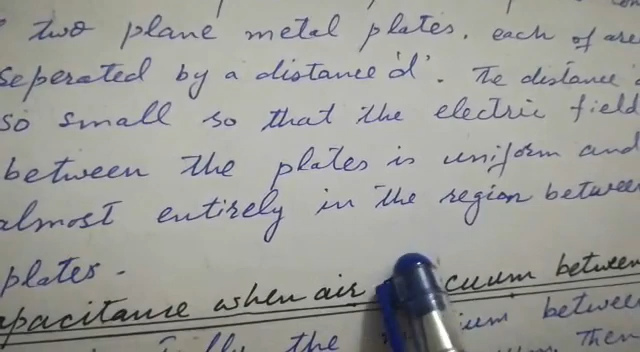 two plane metal plates. each of are
seperated by a distance 'd'. The distance
so small so that the electric field
between the plates is uniform and
almost entirely in the region betwee
plates.
apacitance when air cuum between
the ium betwee